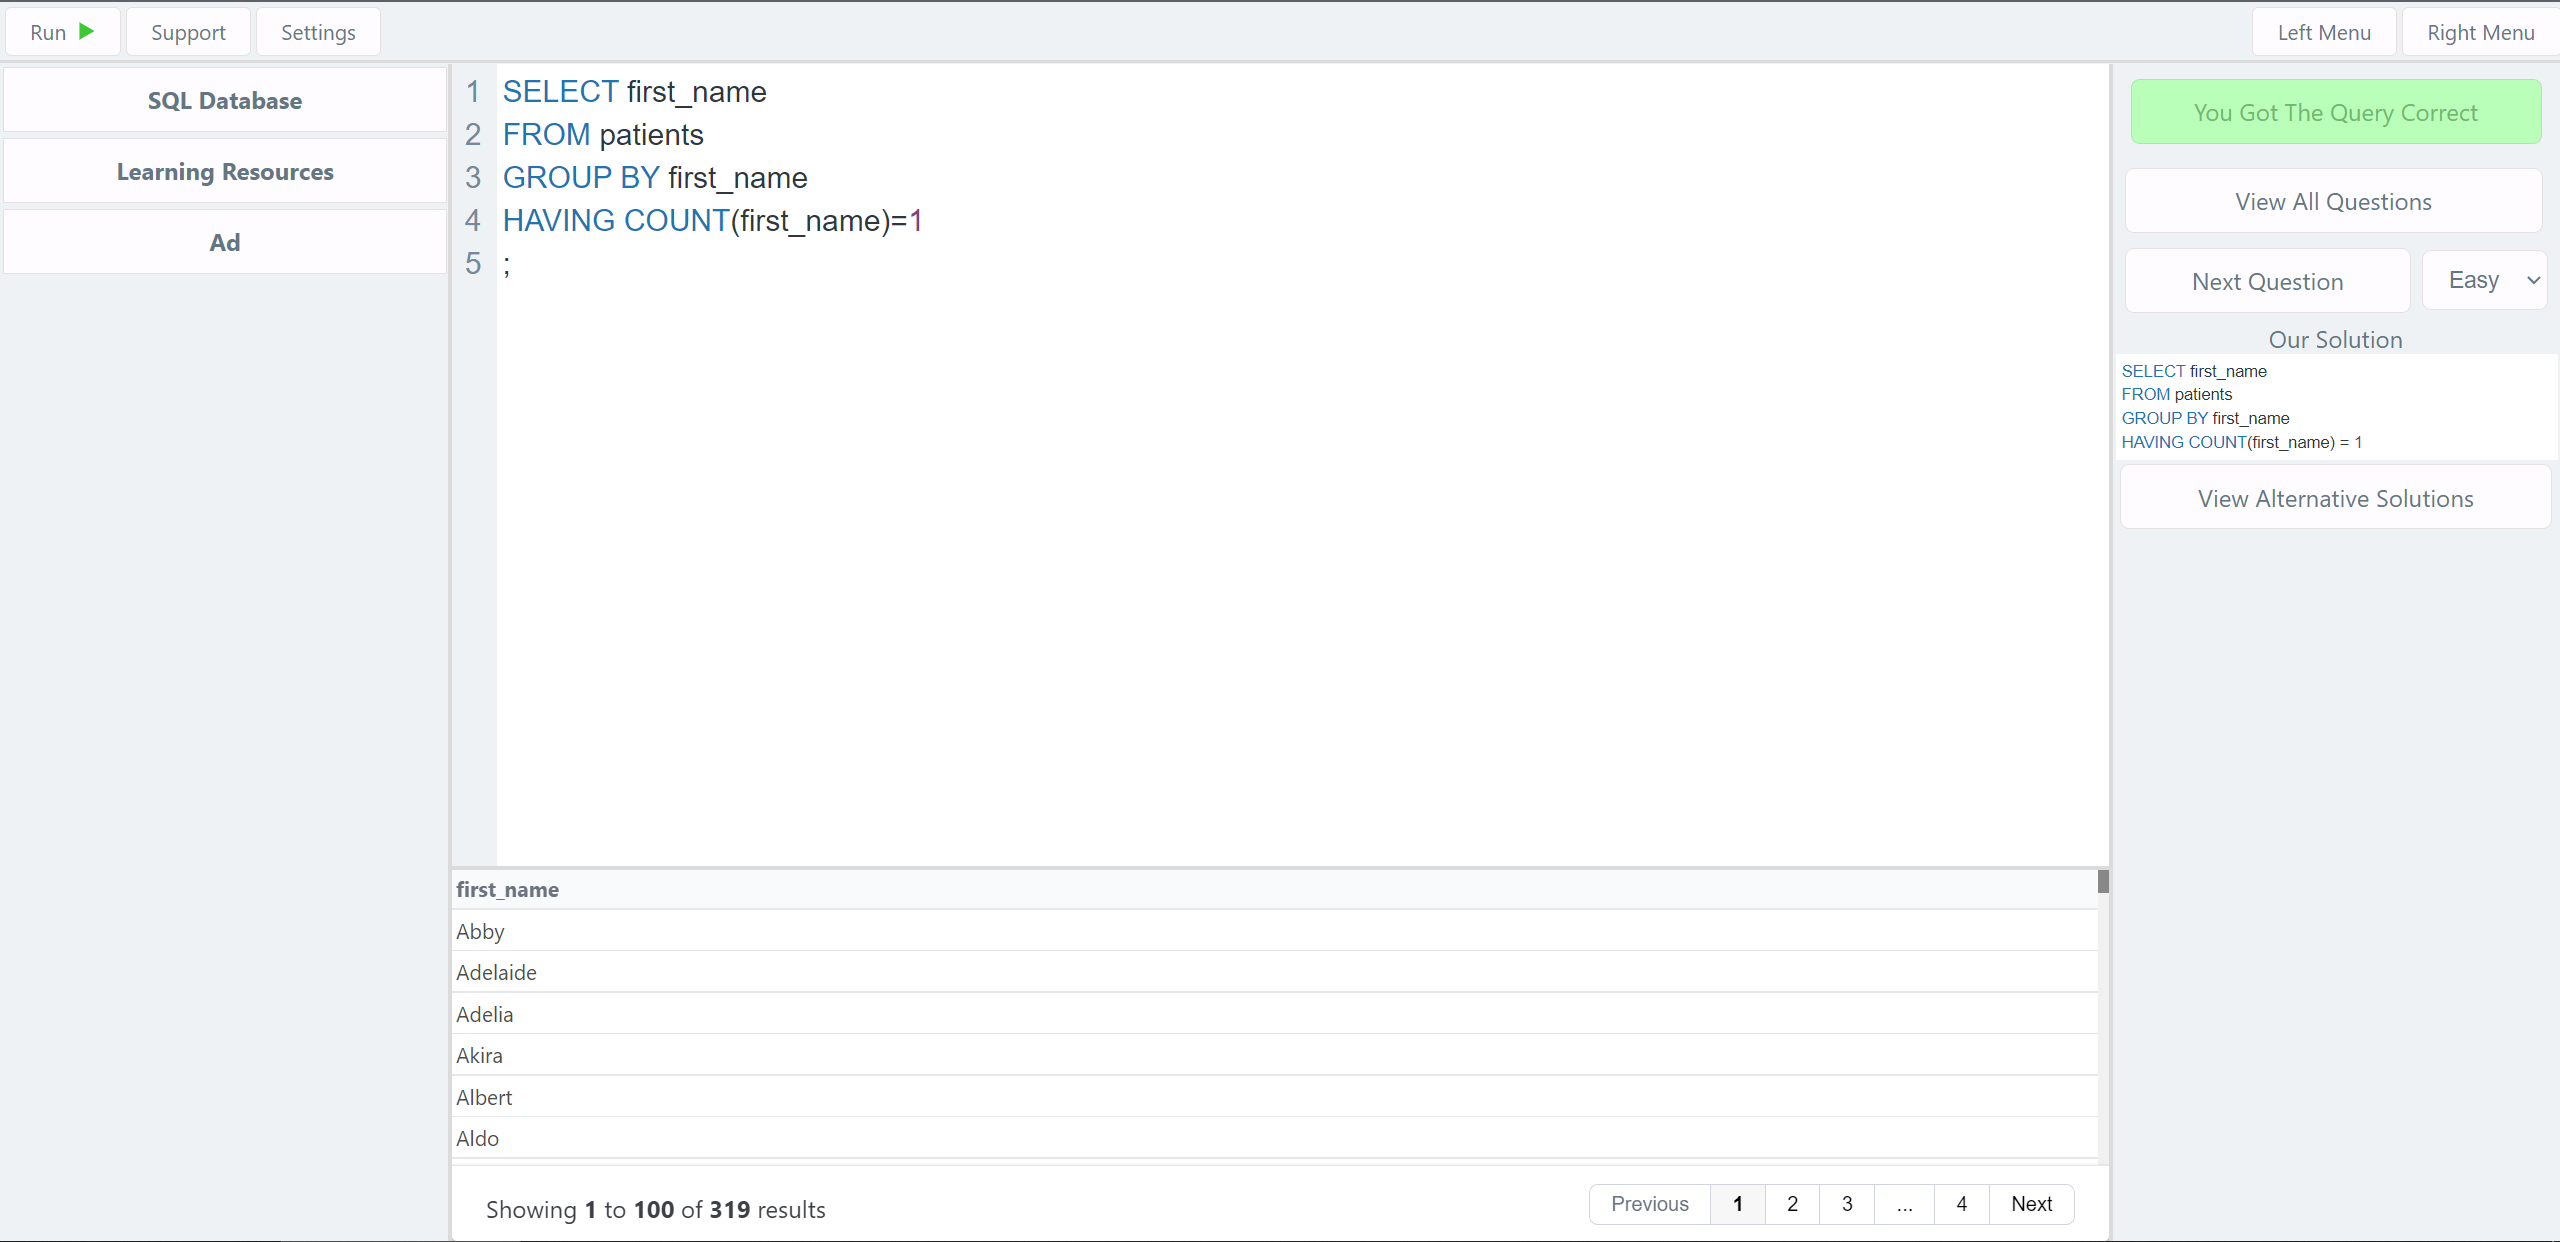 Run Support Settings Left Menu Right Menu
SQL Database
Learning Resources
Ad
1 SELECT first_name
2 FROM patients
3 GROUP BY first_name
4 HAVING COUNT(first_name)=1
5 ;
first_name
Abby
Adelaide
Adelia
Akira
Albert
Aldo
Showing 1 to 100 of 319 results
Previous 1 2 3 ... 4 Next
You Got The Query Correct
View All Questions
Next Question Easy
Our Solution
SELECT first_name
FROM patients
GROUP BY first_name
HAVING COUNT(first_name) = 1
View Alternative Solutions